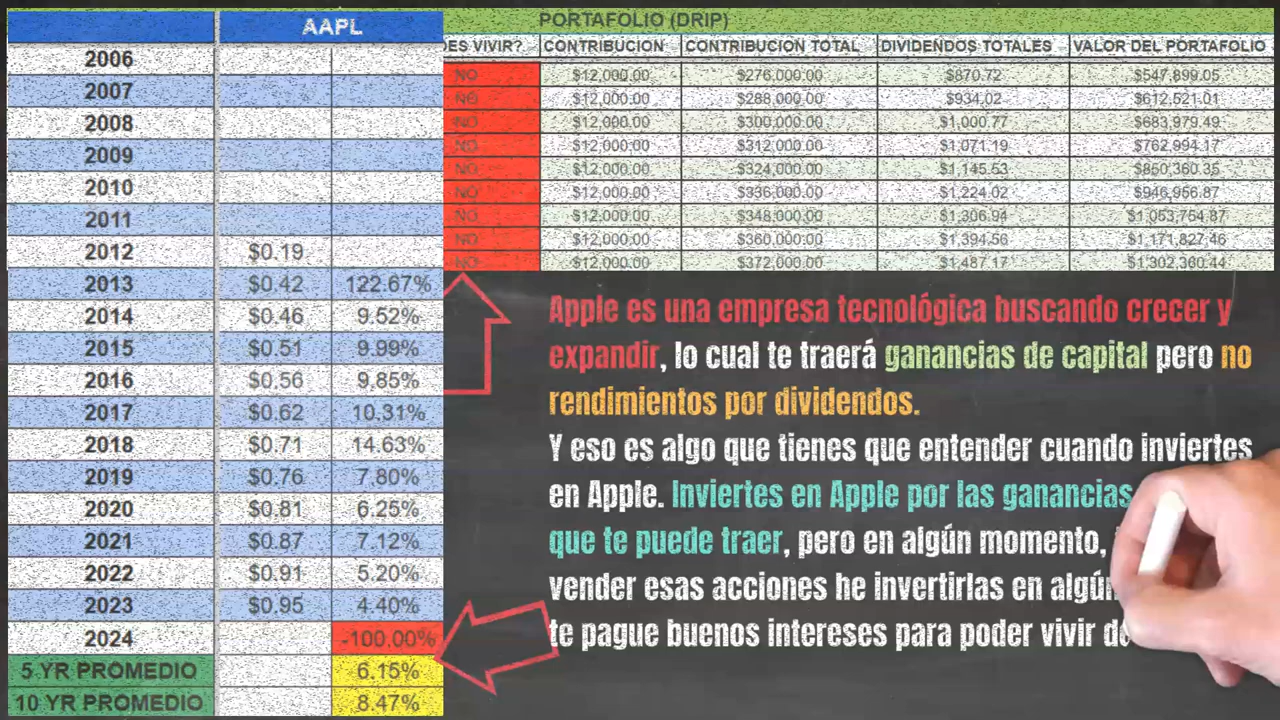 AAPL
2006
2007
2008
2009
2010
2011
2012 $0.19
2013 $0.42 122.67%
2014 $0.46 9.52%
2015 $0.51 9.99%
2016 $0.56 9.85%
2017 $0.62 10.31%
2018 $0.71 14.63%
2019 $0.76 7.80%
2020 $0.81 6.25%
2021 $0.87 7.12%
2022 $0.91 5.20%
2023 $0.95 4.40%
2024 -100.00%
5 YR PROMEDIO 6.15%
10 YR PROMEDIO 8.47%
PORTAFOLIO (DRIP)
DES VIVIR? CONTRIBUCION CONTRIBUCION TOTAL DIVIDENDOS TOTALES VALOR DEL PORTAFOLIO
NO $12,000.00 $276,000.00 $870.72 $547,899.05
NO $12,000.00 $288,000.00 $934.02 $612,521.01
NO $12,000.00 $300,000.00 $1,000.77 $683,979.49
NO $12,000.00 $312,000.00 $1,071.19 $762,994.17
NO $12,000.00 $324,000.00 $1,145.53 $850,360.35
NO $12,000.00 $336,000.00 $1,224.02 $946,956.87
NO $12,000.00 $348,000.00 $1,306.94 $1,053,754.87
NO $12,000.00 $360,000.00 $1,394.56 $1,171,827.46
NO $12,000.00 $372,000.00 $1,487.17 $1,302,360.44
Apple es una empresa tecnológica buscando crecer y
expandir, lo cual te traerá ganancias de capital pero no
rendimientos por dividendos.
Y eso es algo que tienes que entender cuando inviertes
en Apple. Inviertes en Apple por las ganancias
que te puede traer, pero en algún momento,
vender esas acciones he invertirlas en algún
te pague buenos intereses para poder vivir de